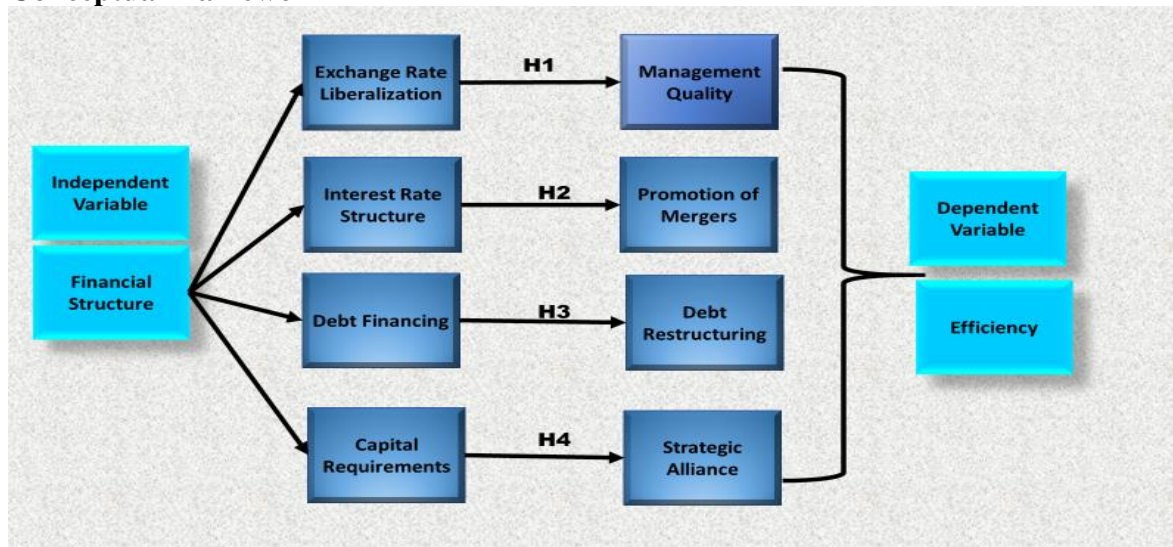 Exchange Rate
Liberalization
H1
Management
Quality
Independent
Variable
Financial
Structure
Interest Rate
Structure
H2
Promotion of
Mergers
Dependent
Variable
Efficiency
Debt Financing
H3
Debt
Restructuring
Capital
Requirements
H4
Strategic
Alliance